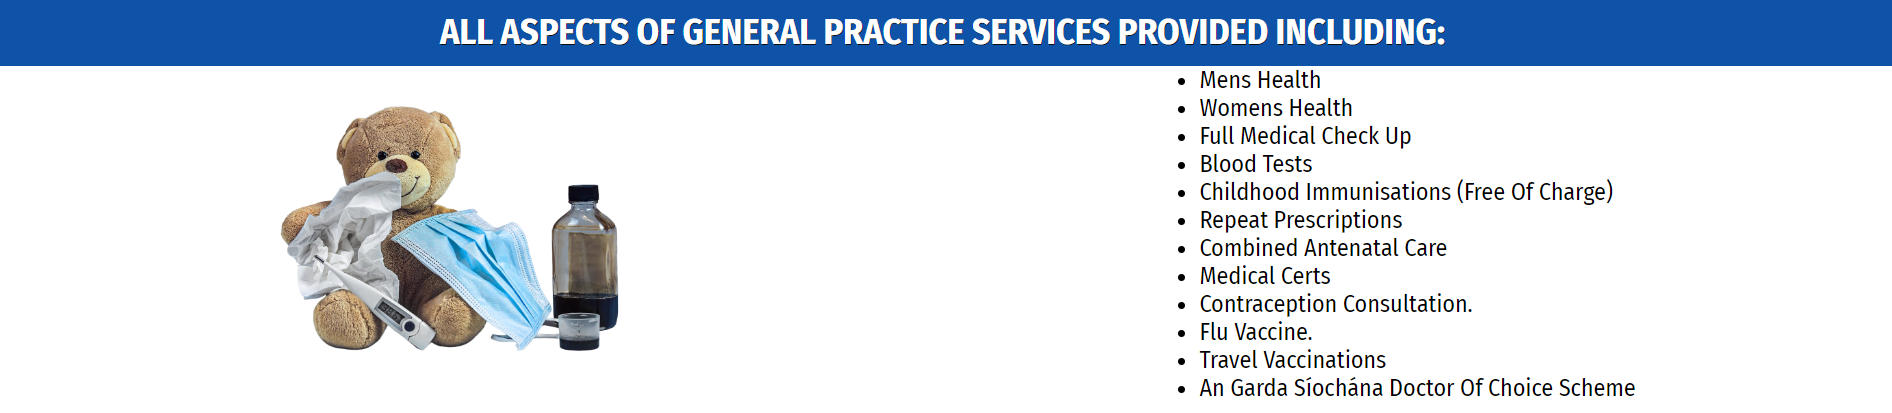 ALL ASPECTS OF GENERAL PRACTICE SERVICES PROVIDED INCLUDING:
• Mens Health
• Womens Health
• Full Medical Check Up
• Blood Tests
• Childhood Immunisations (Free Of Charge)
• Repeat Prescriptions
• Combined Antenatal Care
• Medical Certs
• Contraception Consultation.
• Flu Vaccine.
• Travel Vaccinations
• An Garda Síochána Doctor Of Choice Scheme